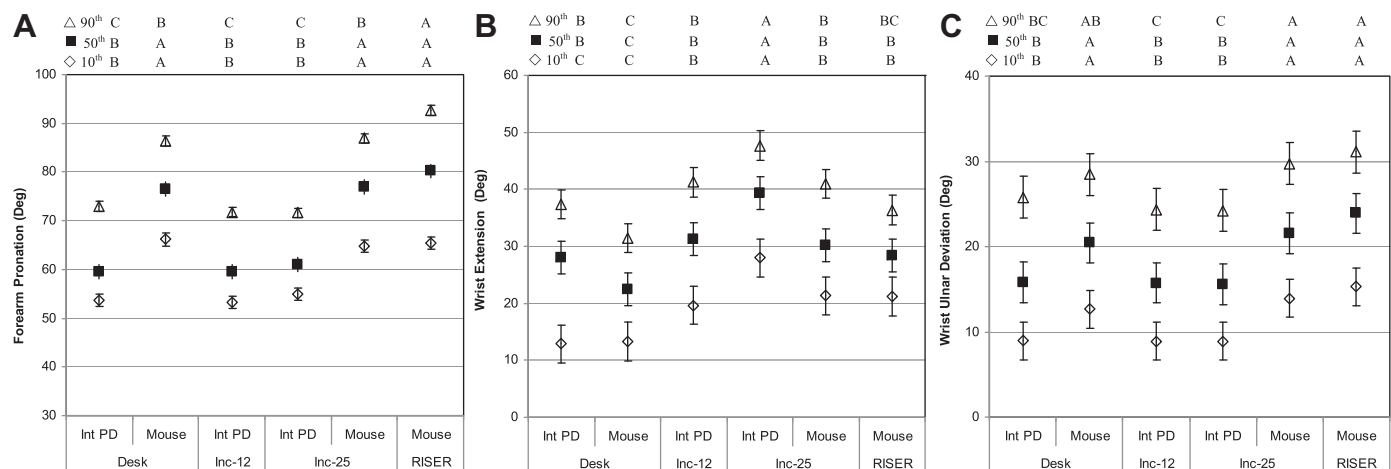 A
△ 90th C B C C B A
■ 50th B A B B A A
◇ 10th B A B B A A
100
90
80
70
60
50
40
30
Forearm Pronation (Deg)
Int PD Mouse Int PD Int PD Mouse Mouse
Desk Inc-12 Inc-25 RISER
B
△ 90th B C B A B BC
■ 50th B C B A B B
◇ 10th C C B A B B
60
50
40
30
20
10
0
Wrist Extension (Deg)
Int PD Mouse Int PD Int PD Mouse Mouse
Desk Inc-12 Inc-25 RISER
C
△ 90th BC AB C C A A
■ 50th B A B B A A
◇ 10th B A B B A A
40
30
20
10
0
Wrist Ulnar Deviation (Deg)
Int PD Mouse Int PD Int PD Mouse Mouse
Desk Inc-12 Inc-25 RISER